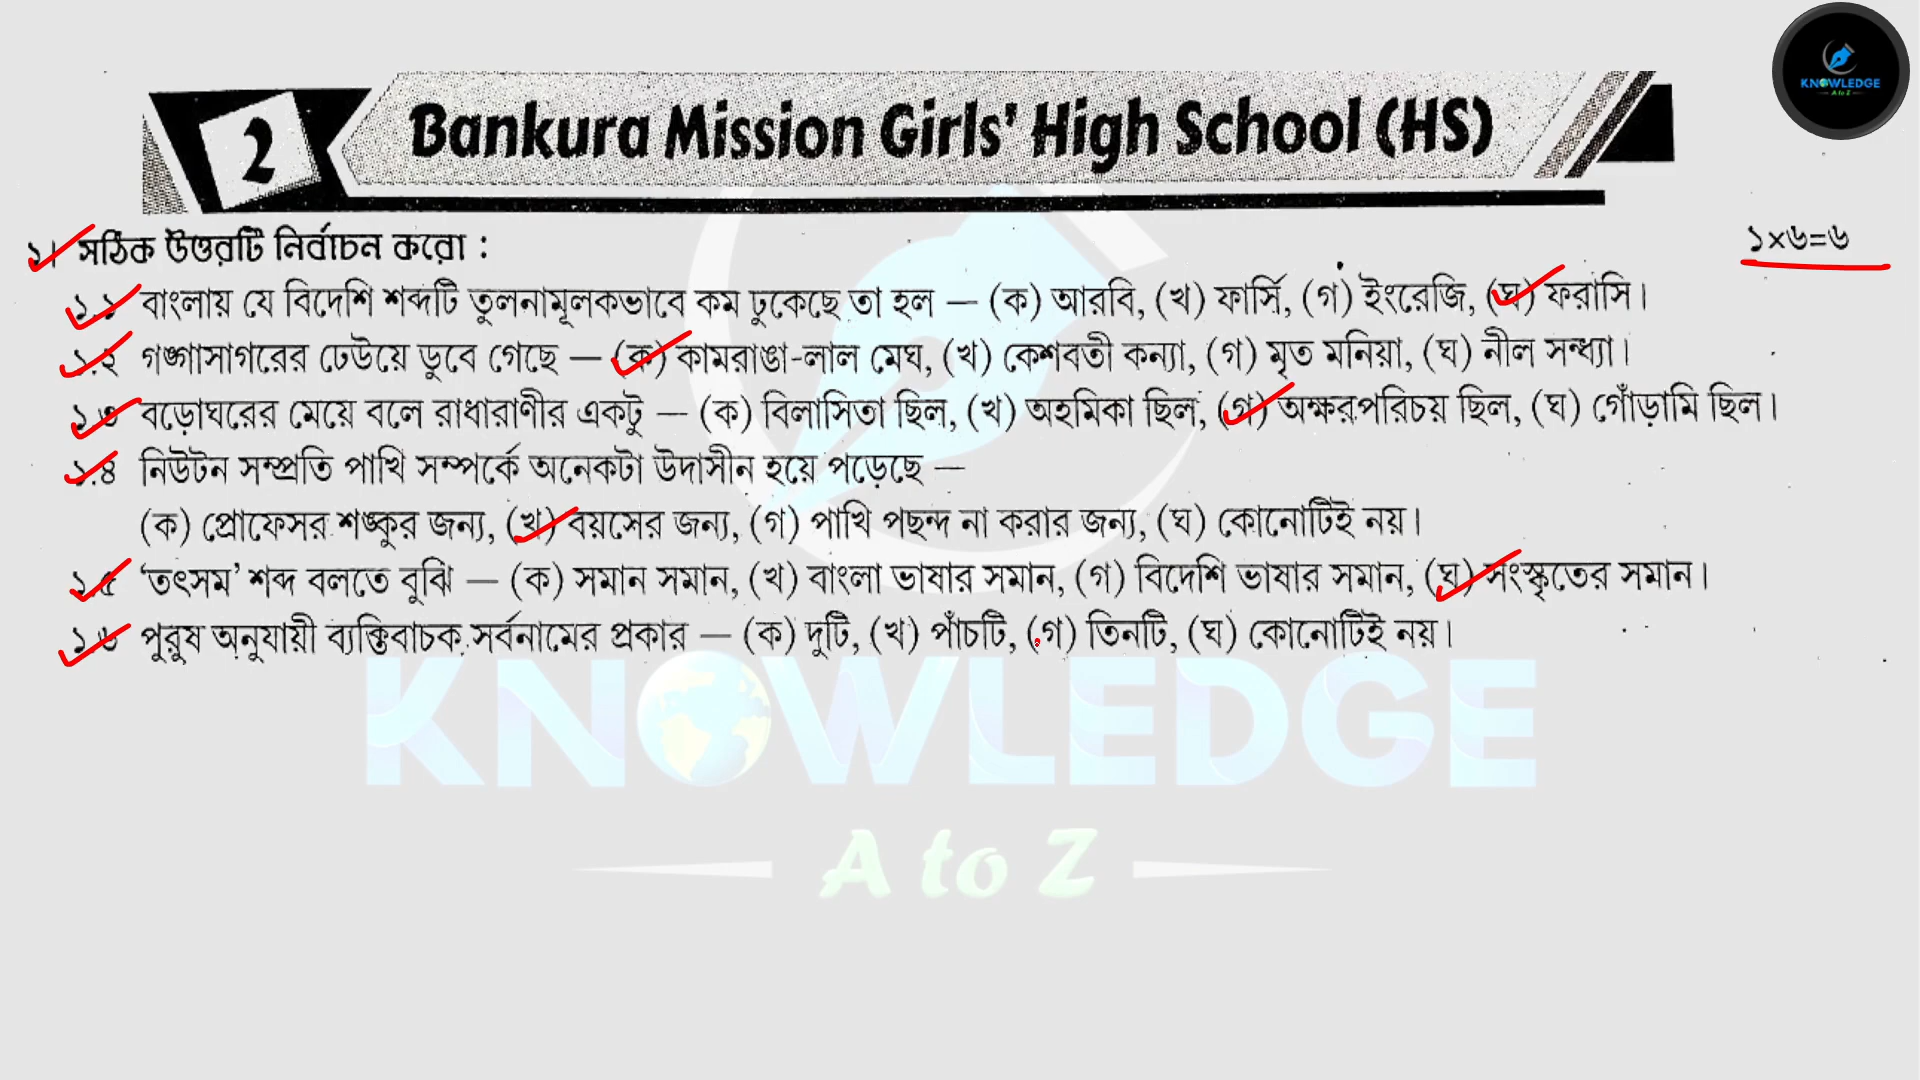 KNOWLEDGE
A to Z
2
Bankura Mission Girls' High School (HS)
১। সঠিক উত্তরটি নির্বাচন করো : ১×৬=৬
১.১ বাংলায় যে বিদেশি শব্দটি তুলনামূলকভাবে কম ঢুকেছে তা হল — (ক) আরবি, (খ) ফার্সি, (গ) ইংরেজি, (ঘ) ফরাসি।
১.২ গঙ্গাসাগরের ঢেউয়ে ডুবে গেছে — (ক) কামরাঙা-লাল মেঘ, (খ) কেশবতী কন্যা, (গ) মৃত মনিয়া, (ঘ) নীল সন্ধ্যা।
১.৩ বড়োঘরের মেয়ে বলে রাধারাণীর একটু — (ক) বিলাসিতা ছিল, (খ) অহমিকা ছিল, (গ) অক্ষরপরিচয় ছিল, (ঘ) গোঁড়ামি ছিল।
১.৪ নিউটন সম্প্রতি পাখি সম্পর্কে অনেকটা উদাসীন হয়ে পড়েছে —
(ক) প্রোফেসর শঙ্কুর জন্য, (খ) বয়সের জন্য, (গ) পাখি পছন্দ না করার জন্য, (ঘ) কোনোটিই নয়।
১.৫ ‘তৎসম’ শব্দ বলতে বুঝি — (ক) সমান সমান, (খ) বাংলা ভাষার সমান, (গ) বিদেশি ভাষার সমান, (ঘ) সংস্কৃতের সমান।
১.৬ পুরুষ অনুযায়ী ব্যক্তিবাচক সর্বনামের প্রকার — (ক) দুটি, (খ) পাঁচটি, (গ) তিনটি, (ঘ) কোনোটিই নয়।
KNOWLEDGE
A to Z